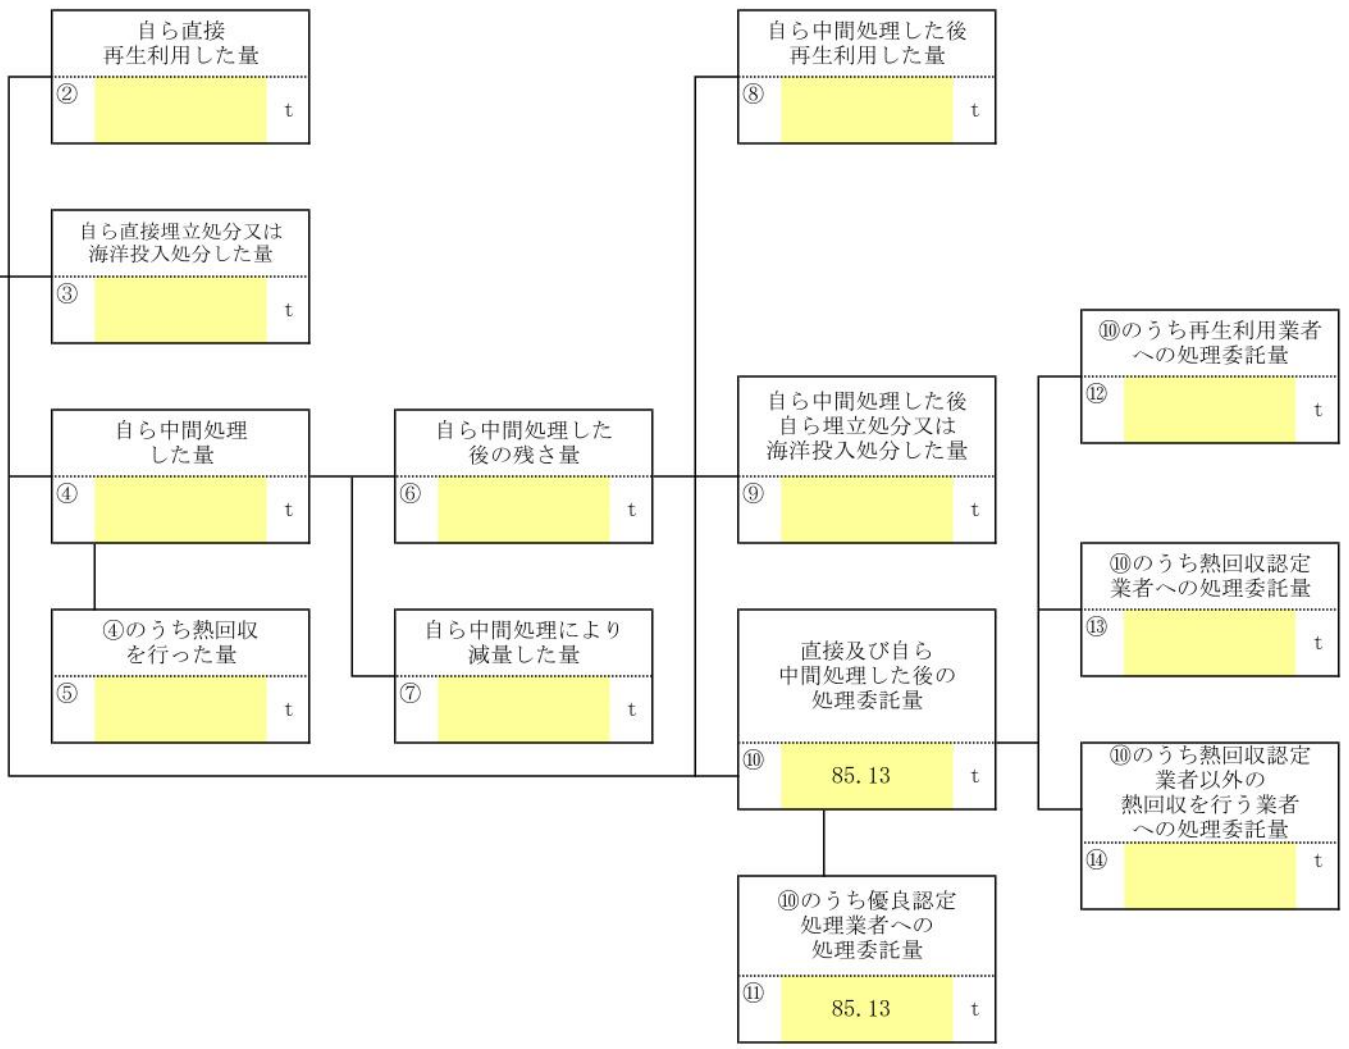 自ら直接
再生利用した量
②
t
自ら中間処理した後
再生利用した量
⑧
t
自ら直接埋立処分又は
海洋投入処分した量
③
t
⑩のうち再生利用業者
への処理委託量
⑫
t
自ら中間処理
した量
④
t
自ら中間処理した
後の残さ量
⑥
t
自ら中間処理した後
自ら埋立処分又は
海洋投入処分した量
⑨
t
⑩のうち熱回収認定
業者への処理委託量
⑬
t
④のうち熱回収
を行った量
⑤
t
自ら中間処理により
減量した量
⑦
t
直接及び自ら
中間処理した後の
処理委託量
⑩
85.13
t
⑩のうち熱回収認定
業者以外の
熱回収を行う業者
への処理委託量
⑭
t
⑩のうち優良認定
処理業者への
処理委託量
⑪
85.13
t